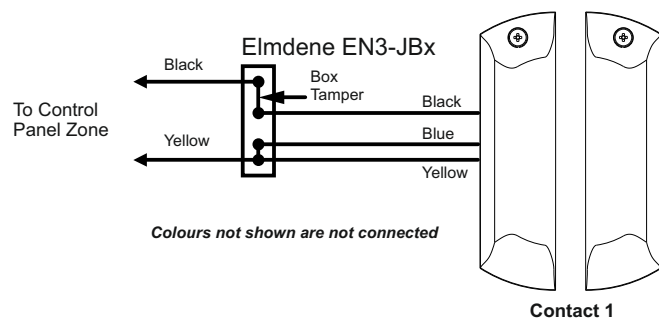 Elmdene EN3-JBx
Black
Box
Tamper
Black
To Control
Panel Zone
Blue
Yellow
Yellow
Colours not shown are not connected
Contact 1